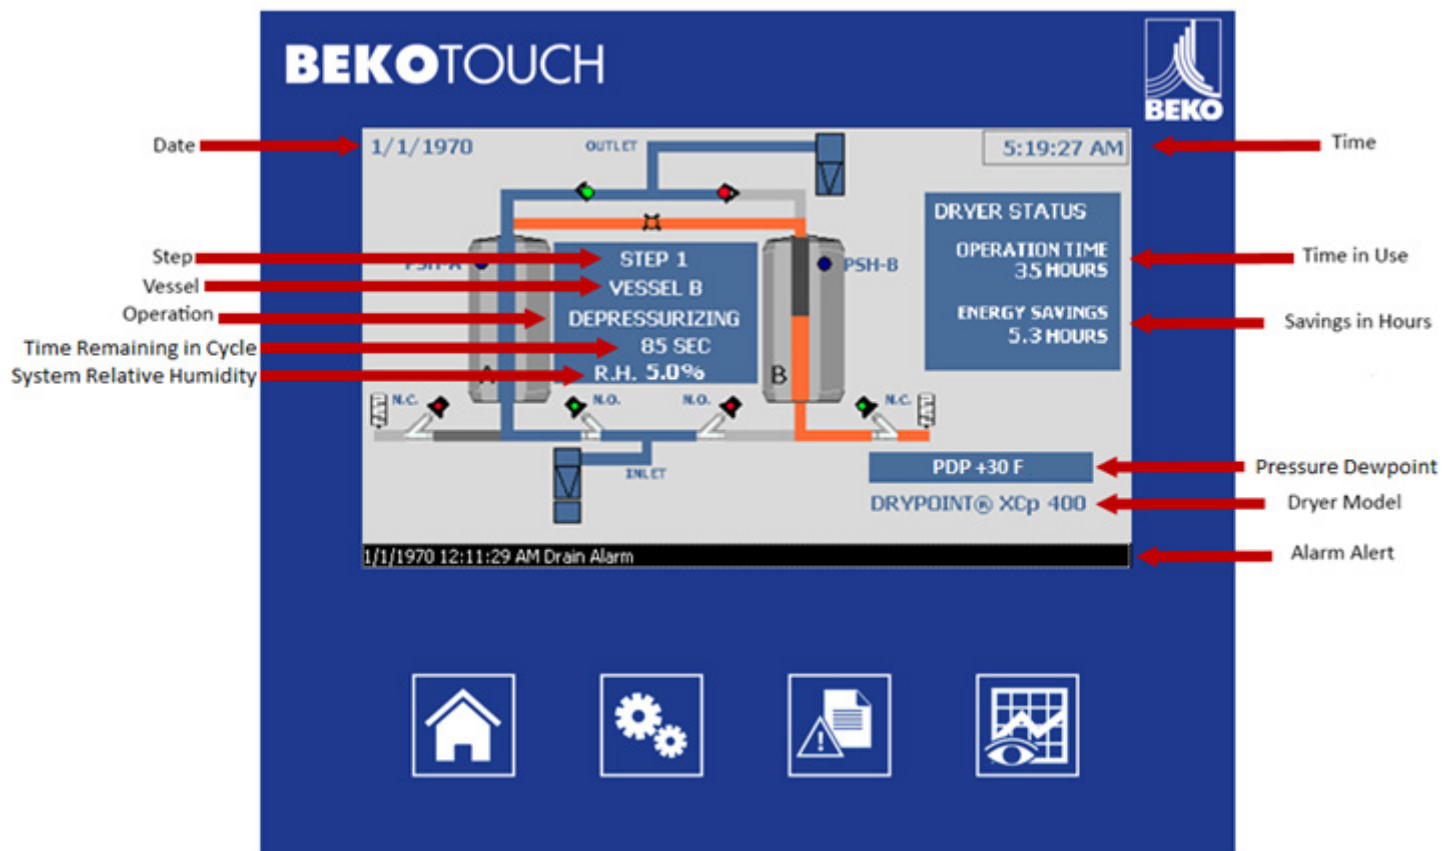 BEKOTOUCH
BEKO
Date
1/1/1970
OUTLET
5:19:27 AM
Time
DRYER STATUS
OPERATION TIME
35 HOURS
Time in Use
ENERGY SAVINGS
5.3 HOURS
Savings in Hours
Step
PSH-A
STEP 1
PSH-B
Vessel
VESSEL B
Operation
DEPRESSURIZING
Time Remaining in Cycle
85 SEC
System Relative Humidity
A
R.H. 5.0%
B
N.C.
N.O.
N.O.
N.C.
INLET
PDP +30 F
Pressure Dewpoint
DRYPOINT® XCp 400
Dryer Model
1/1/1970 12:11:29 AM Drain Alarm
Alarm Alert